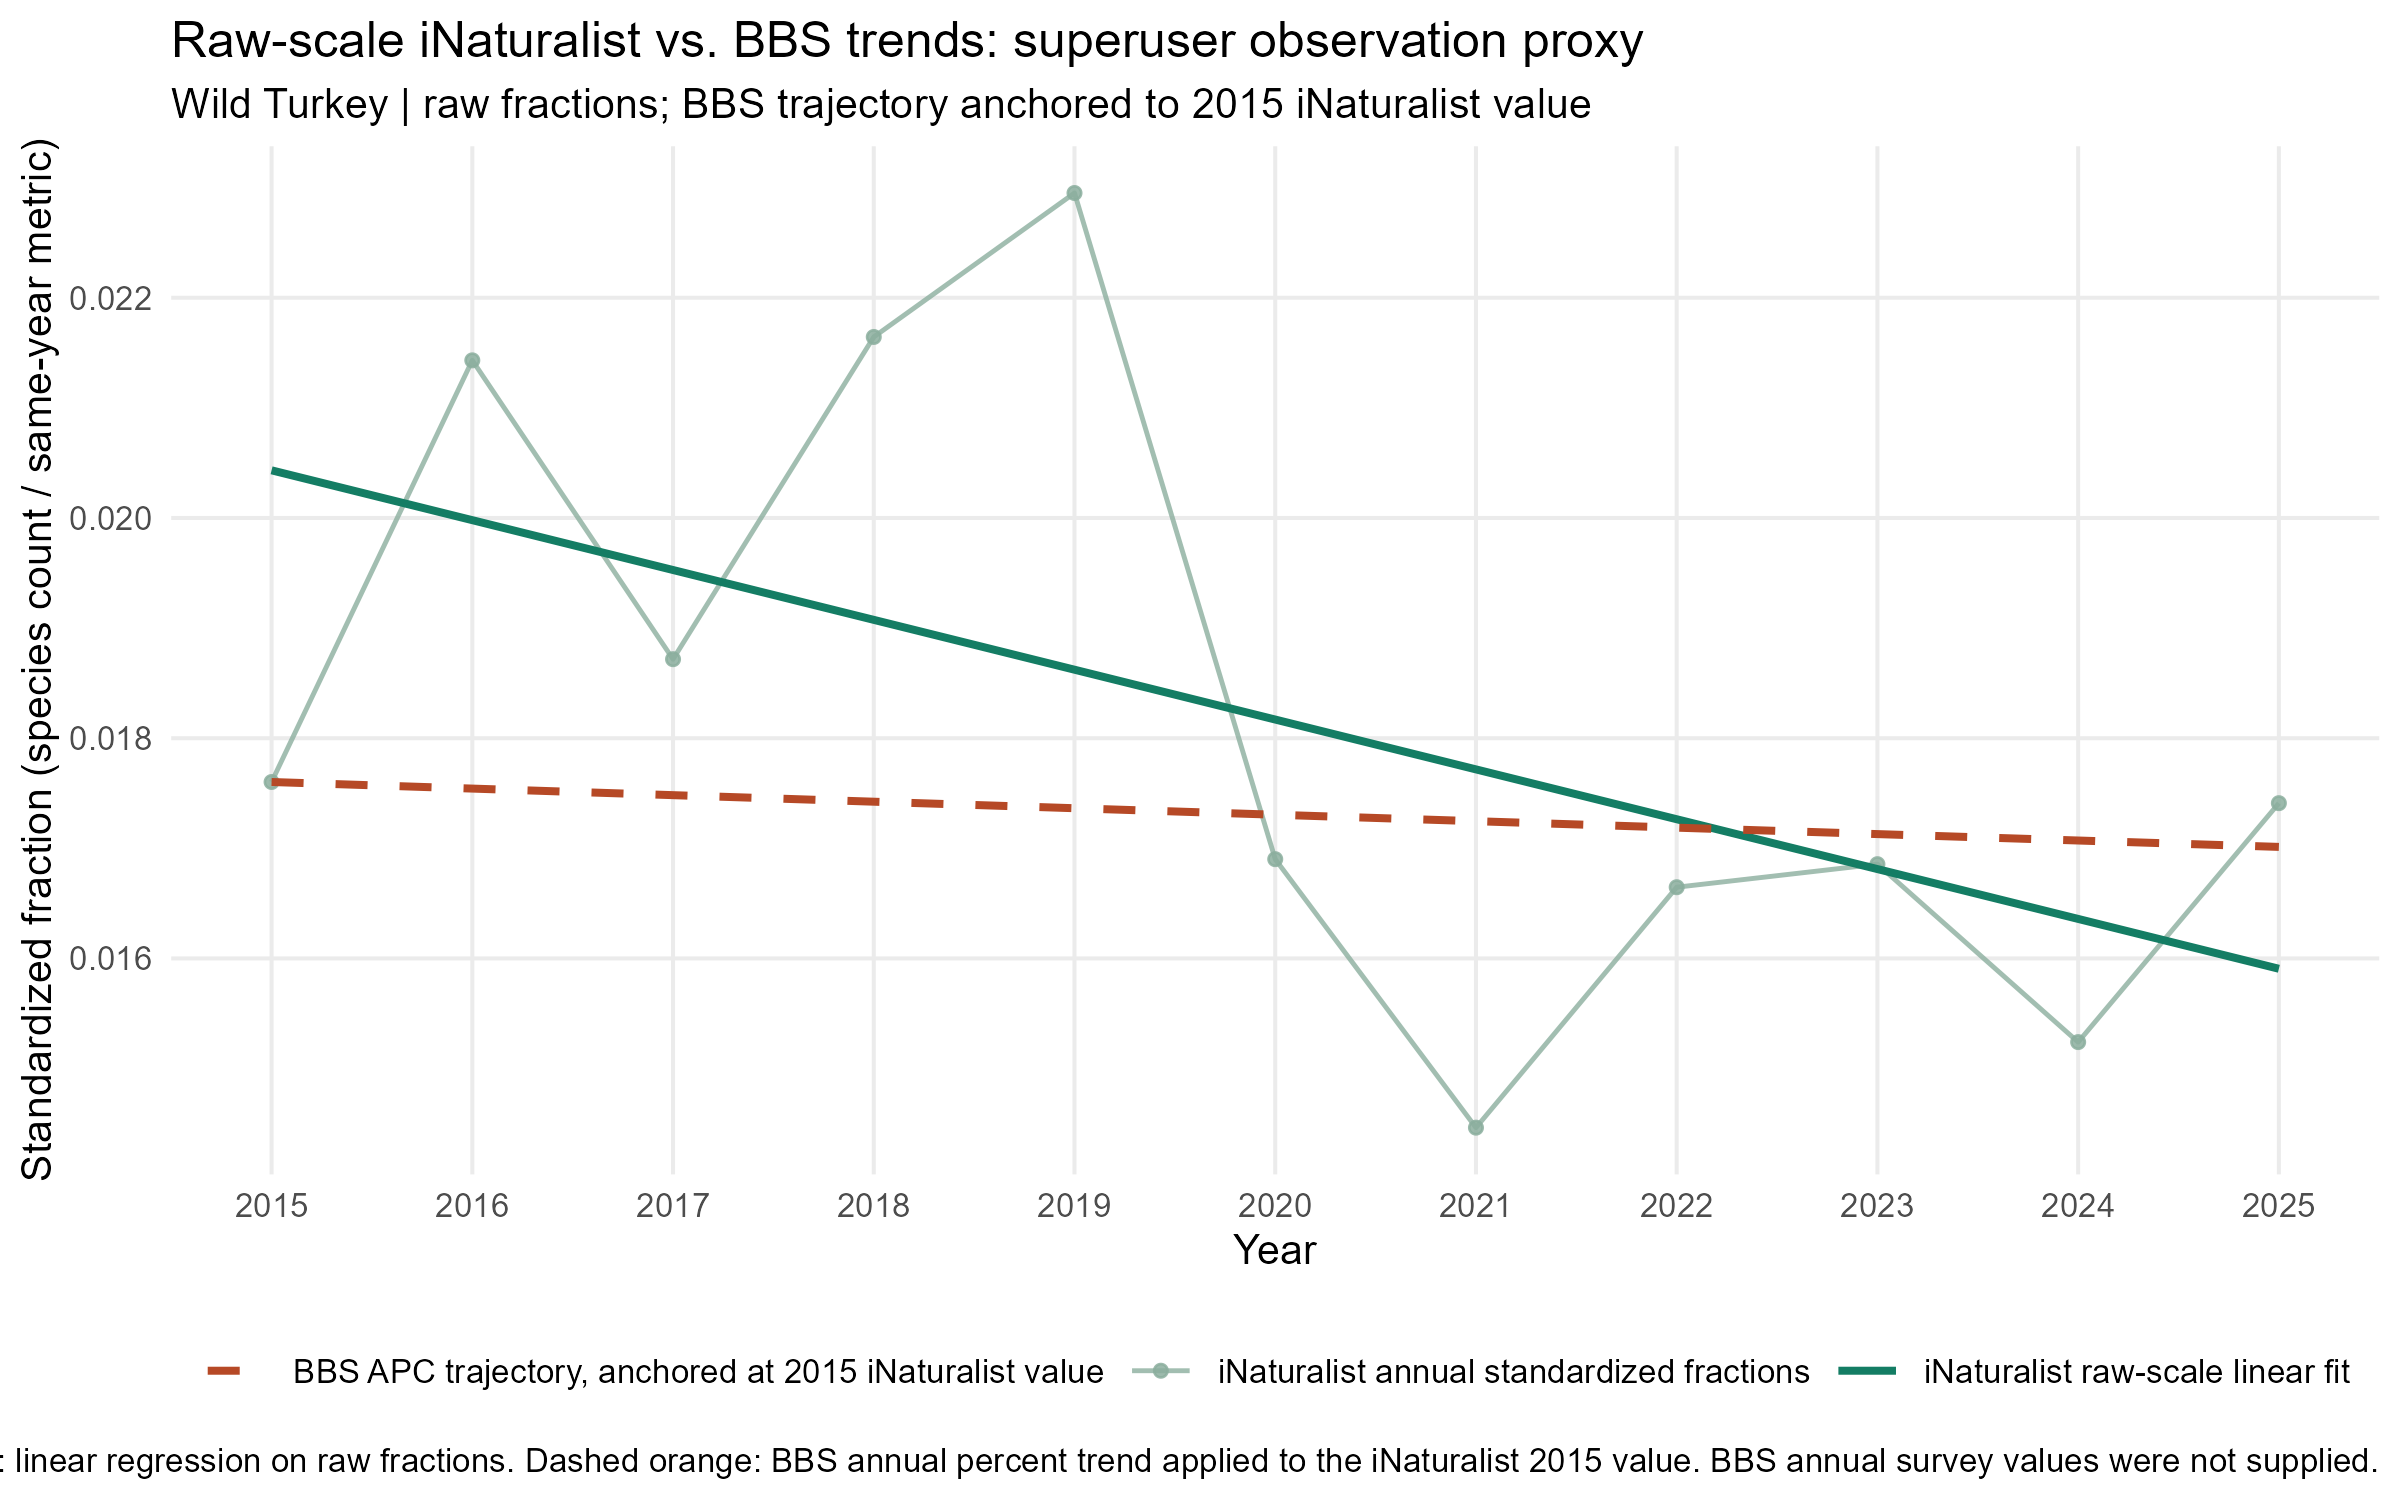 Raw-scale iNaturalist vs. BBS trends: superuser observation proxy
Wild Turkey | raw fractions; BBS trajectory anchored to 2015 iNaturalist value
Standardized fraction (species count / same-year metric)
0.022
0.020
0.018
0.016
2015 2016 2017 2018 2019 2020 2021 2022 2023 2024 2025
Year
BBS APC trajectory, anchored at 2015 iNaturalist value iNaturalist annual standardized fractions iNaturalist raw-scale linear fit
: linear regression on raw fractions. Dashed orange: BBS annual percent trend applied to the iNaturalist 2015 value. BBS annual survey values were not supplied.